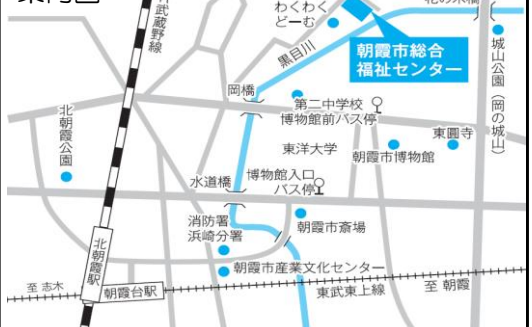 案内図
JR武蔵野線
わくわく
どーむ
花の木橋
黒目川
朝霞市総合
福祉センター
城山公園(岡の城山)
岡橋
第二中学校
博物館前バス停
北朝霞公園
東洋大学
東圓寺
朝霞市博物館
水道橋
博物館入口
バス停
消防署
浜崎分署
朝霞市斎場
北朝霞駅
朝霞市産業文化センター
至 志木
朝霞台駅
東武東上線
至 朝霞